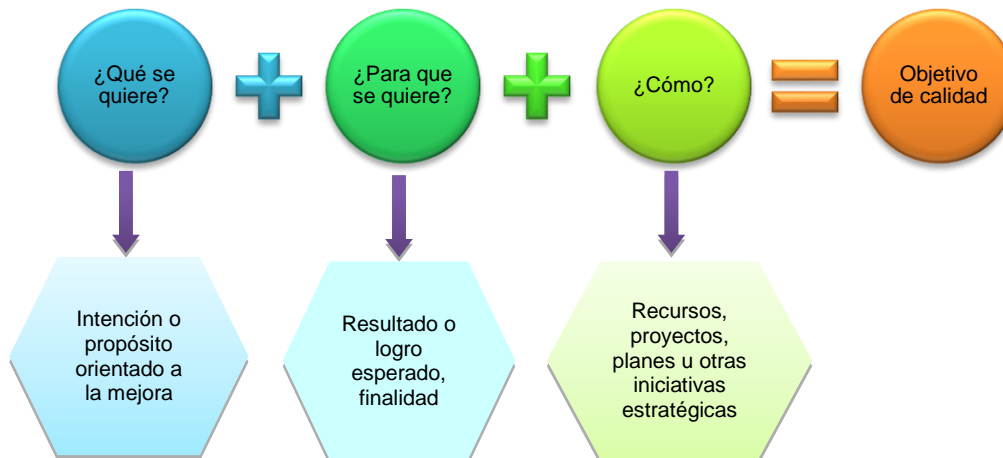 ¿Qué se
quiere?
¿Para que
se quiere?
¿Cómo?
Objetivo
de calidad
Intención o
propósito
orientado a
la mejora
Resultado o
logro
esperado,
finalidad
Recursos,
proyectos,
planes u otras
iniciativas
estratégicas